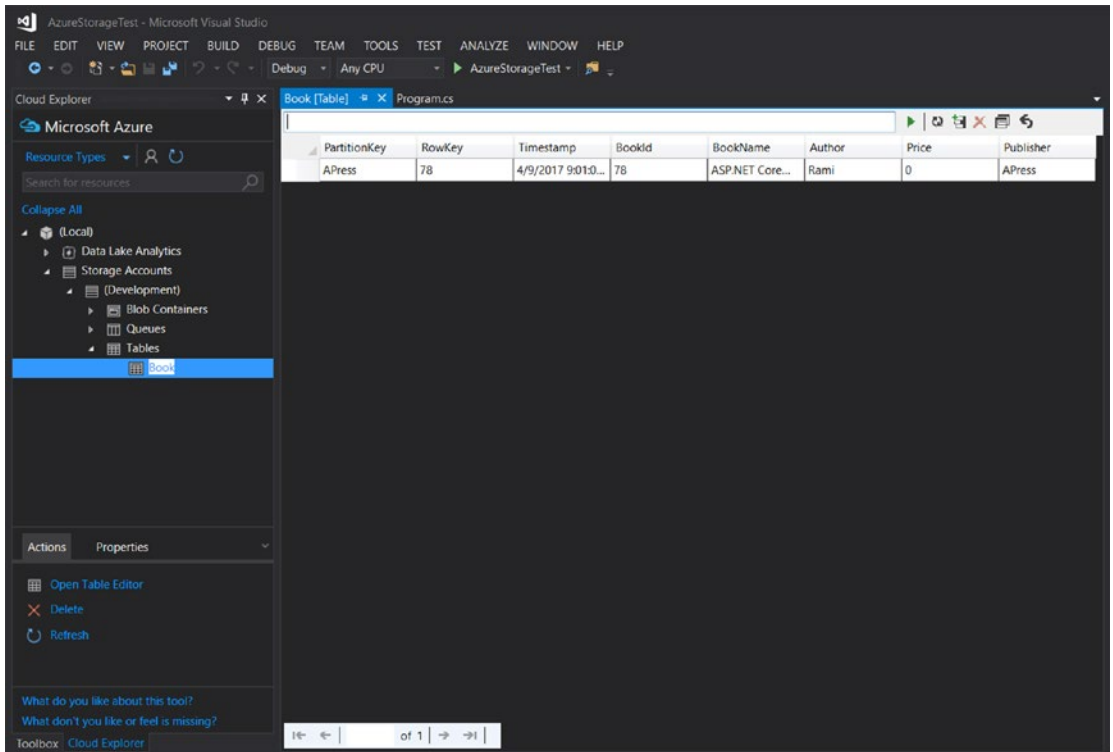 AzureStorageTest - Microsoft Visual Studio
FILE EDIT VIEW PROJECT BUILD DEBUG TEAM TOOLS TEST ANALYZE WINDOW HELP
Debug Any CPU AzureStorageTest
Cloud Explorer
Book [Table] Program.cs
Microsoft Azure
Resource Types
Search for resources
Collapse All
(Local)
Data Lake Analytics
Storage Accounts
(Development)
Blob Containers
Queues
Tables
Book
PartitionKey RowKey Timestamp BookId BookName Author Price Publisher
APress 78 4/9/2017 9:01:0... 78 ASP.NET Core... Rami 0 APress
Actions Properties
Open Table Editor
Delete
Refresh
What do you like about this tool?
What don't you like or feel is missing?
Toolbox Cloud Explorer
of 1